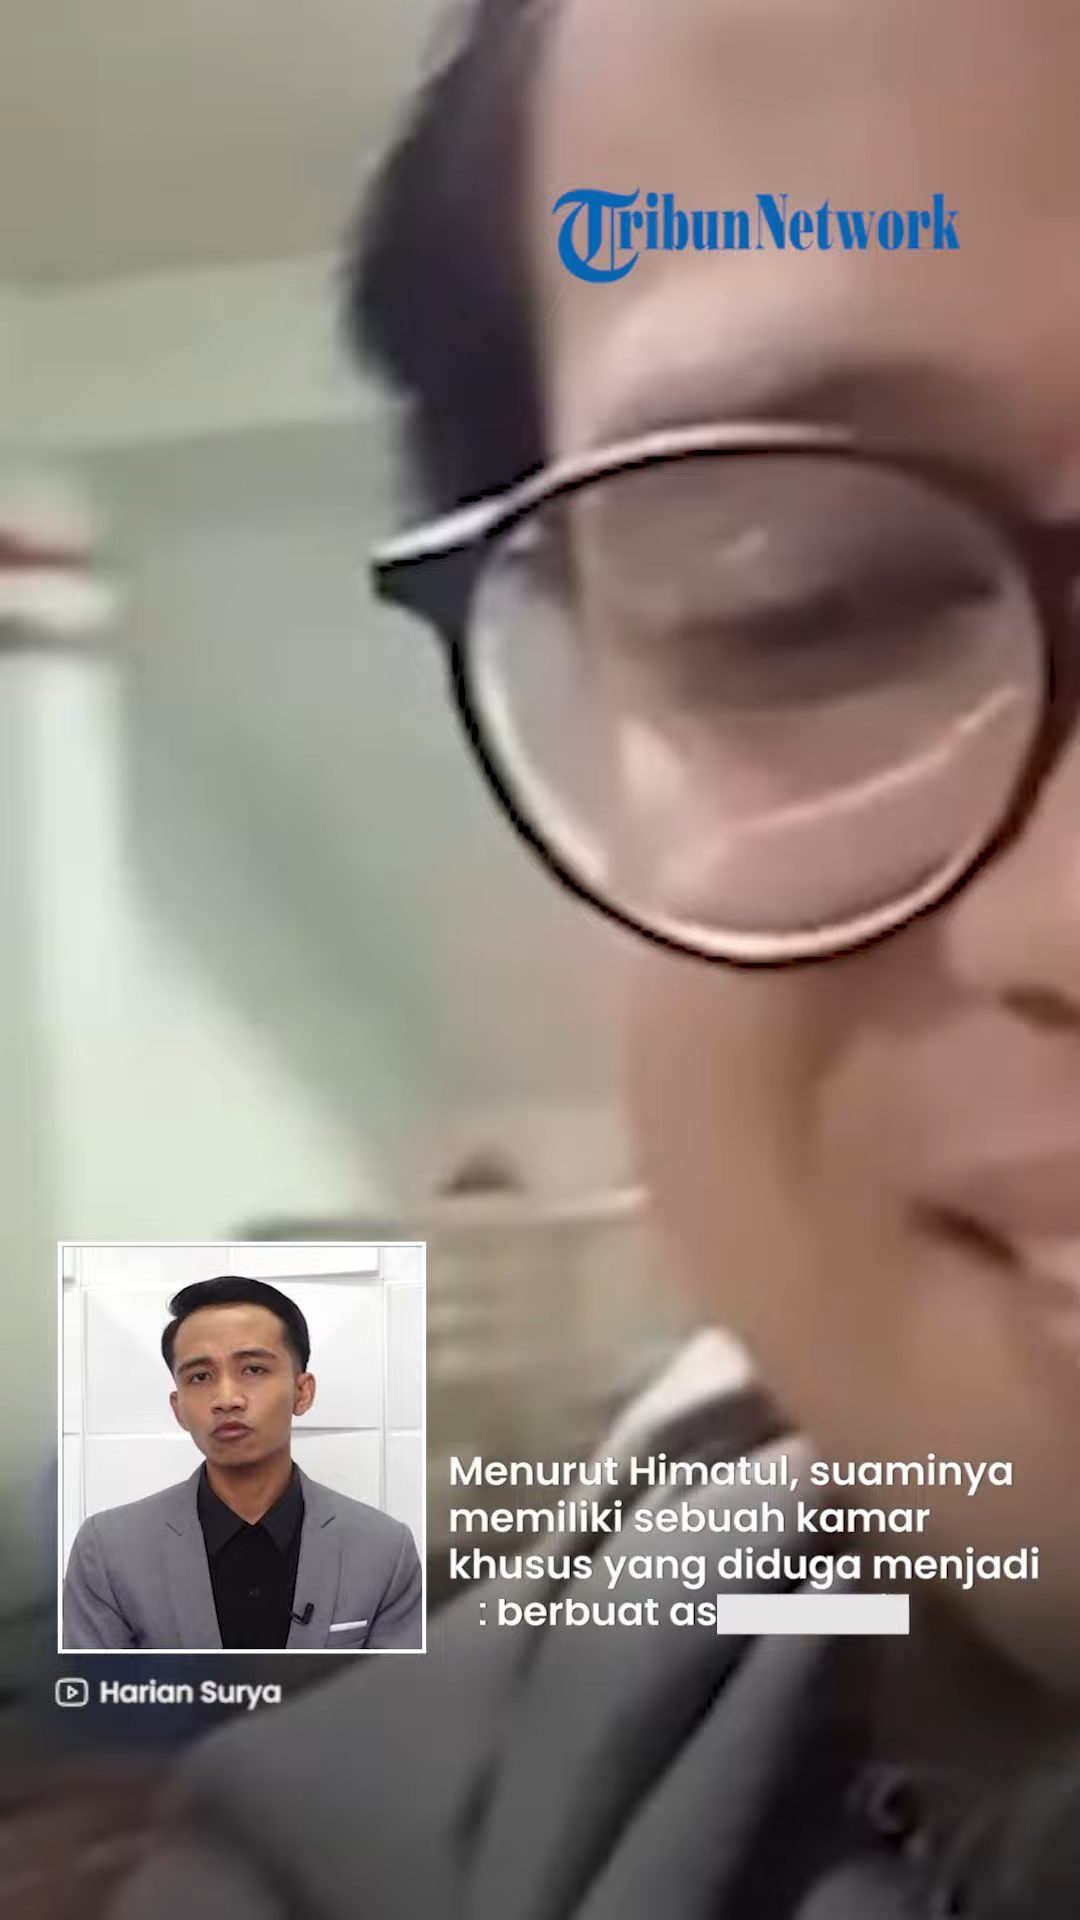 TribunNetwork
Menurut Himatul, suaminya
memiliki sebuah kamar
khusus yang diduga menjadi
: berbuat as
Harian Surya